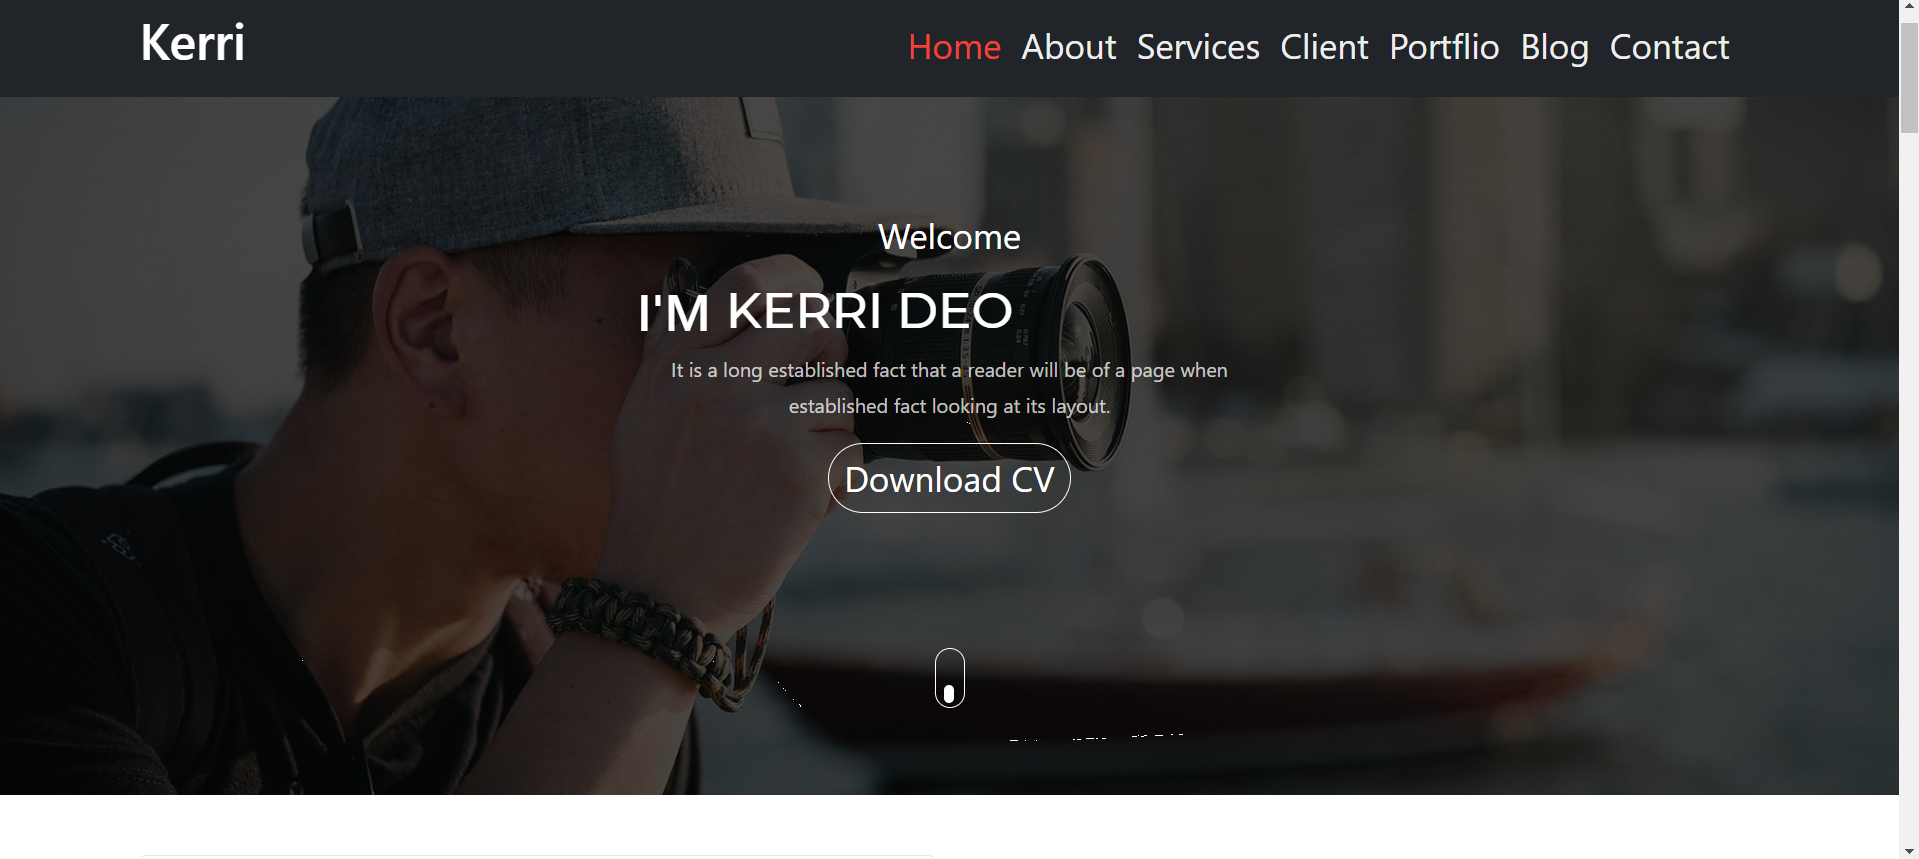 Kerri
Home About Services Client Portflio Blog Contact
Welcome
I'M KERRI DEO
It is a long established fact that a reader will be of a page when
established fact looking at its layout.
Download CV